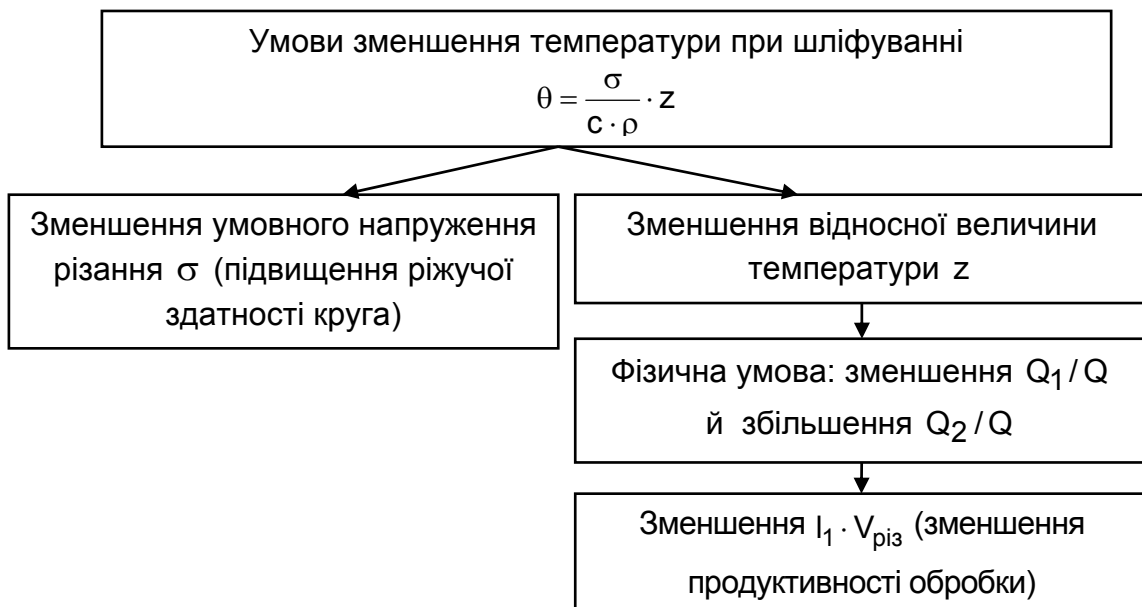 Умови зменшення температури при шліфуванні
θ = σ / (c · ρ) · z
Зменшення умовного напруження
різання σ (підвищення ріжучої
здатності круга)
Зменшення відносної величини
температури z
Фізична умова: зменшення Q₁ / Q
й збільшення Q₂ / Q
Зменшення l₁ · Vріз (зменшення
продуктивності обробки)